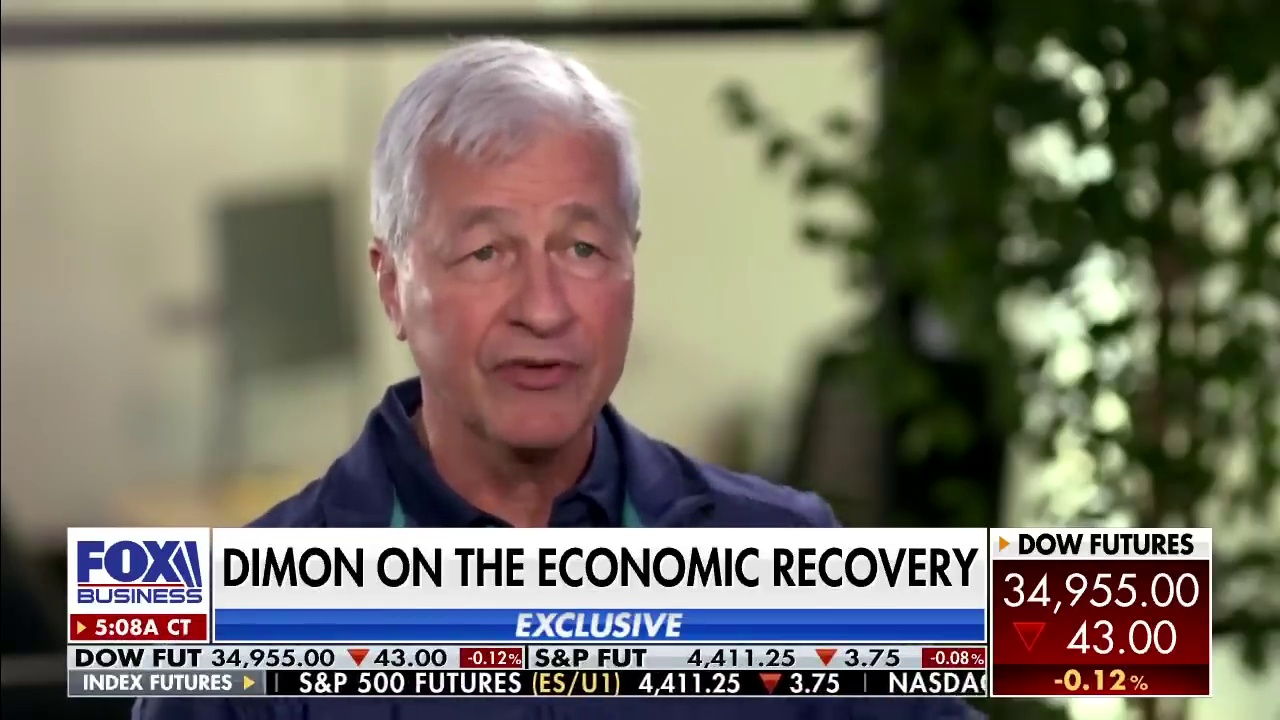 FOX
BUSINESS
5:08A CT
DIMON ON THE ECONOMIC RECOVERY
EXCLUSIVE
DOW FUTURES
34,955.00
43.00
-0.12%
DOW FUT 34,955.00 43.00 -0.12% S&P FUT 4,411.25 3.75 -0.08%
INDEX FUTURES S&P 500 FUTURES (ES/U1) 4,411.25 3.75 NASDA